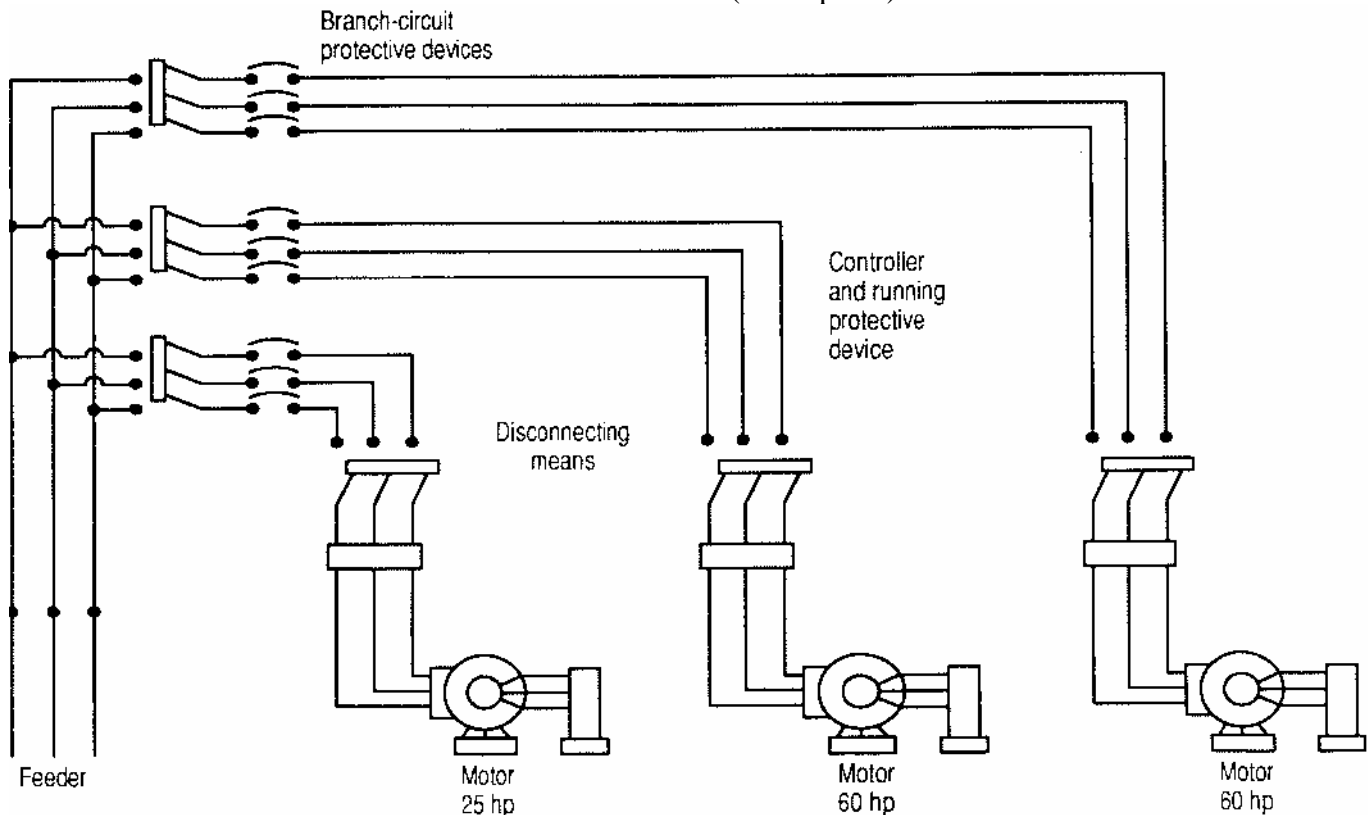 Branch-circuit
protective devices
Controller
and running
protective
device
Disconnecting
means
Feeder
Motor
25 hp
Motor
60 hp
Motor
60 hp